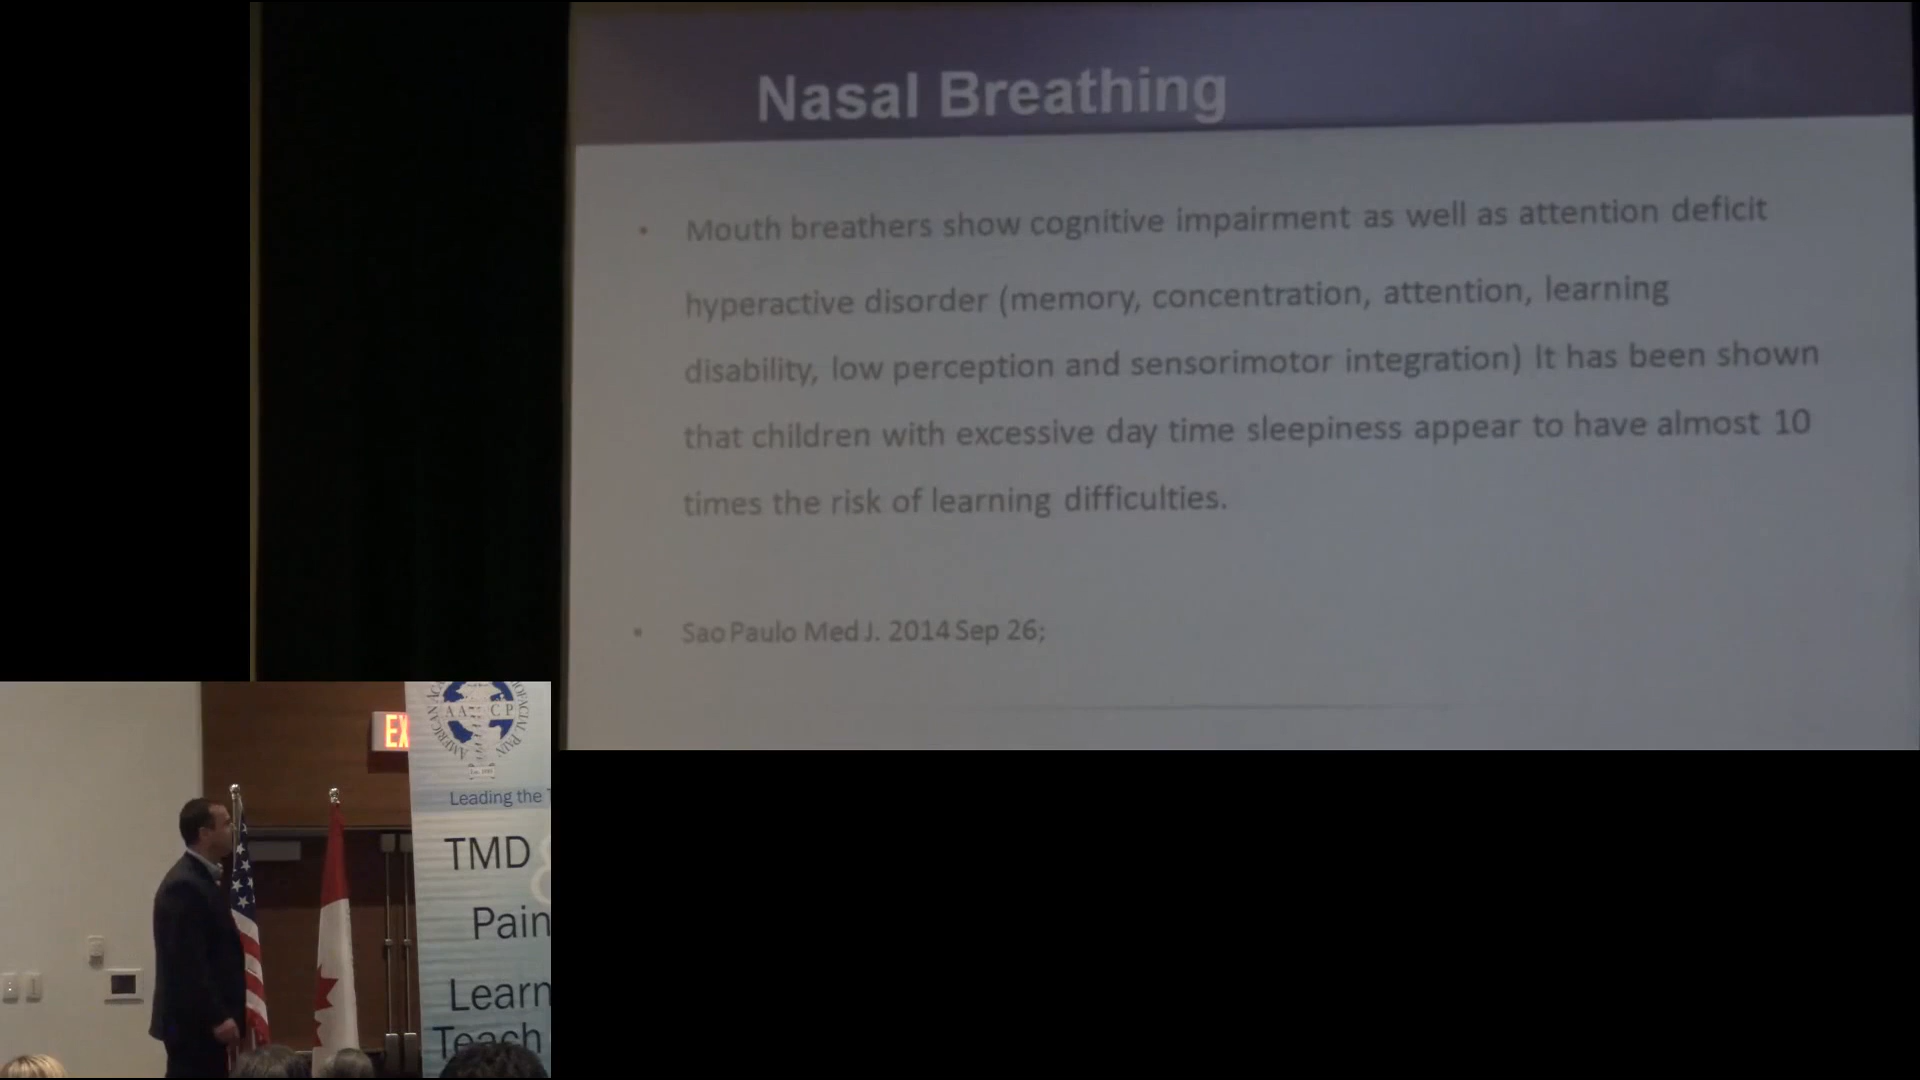 Nasal Breathing
• Mouth breathers show cognitive impairment as well as attention deficit
hyperactive disorder (memory, concentration, attention, learning
disability, low perception and sensorimotor integration) It has been shown
that children with excessive day time sleepiness appear to have almost 10
times the risk of learning difficulties.
• Sao Paulo Med J. 2014 Sep 26;
EX
AMERICAN
PAIN
Leading the
TMD
&
Pain
Learn
Teach